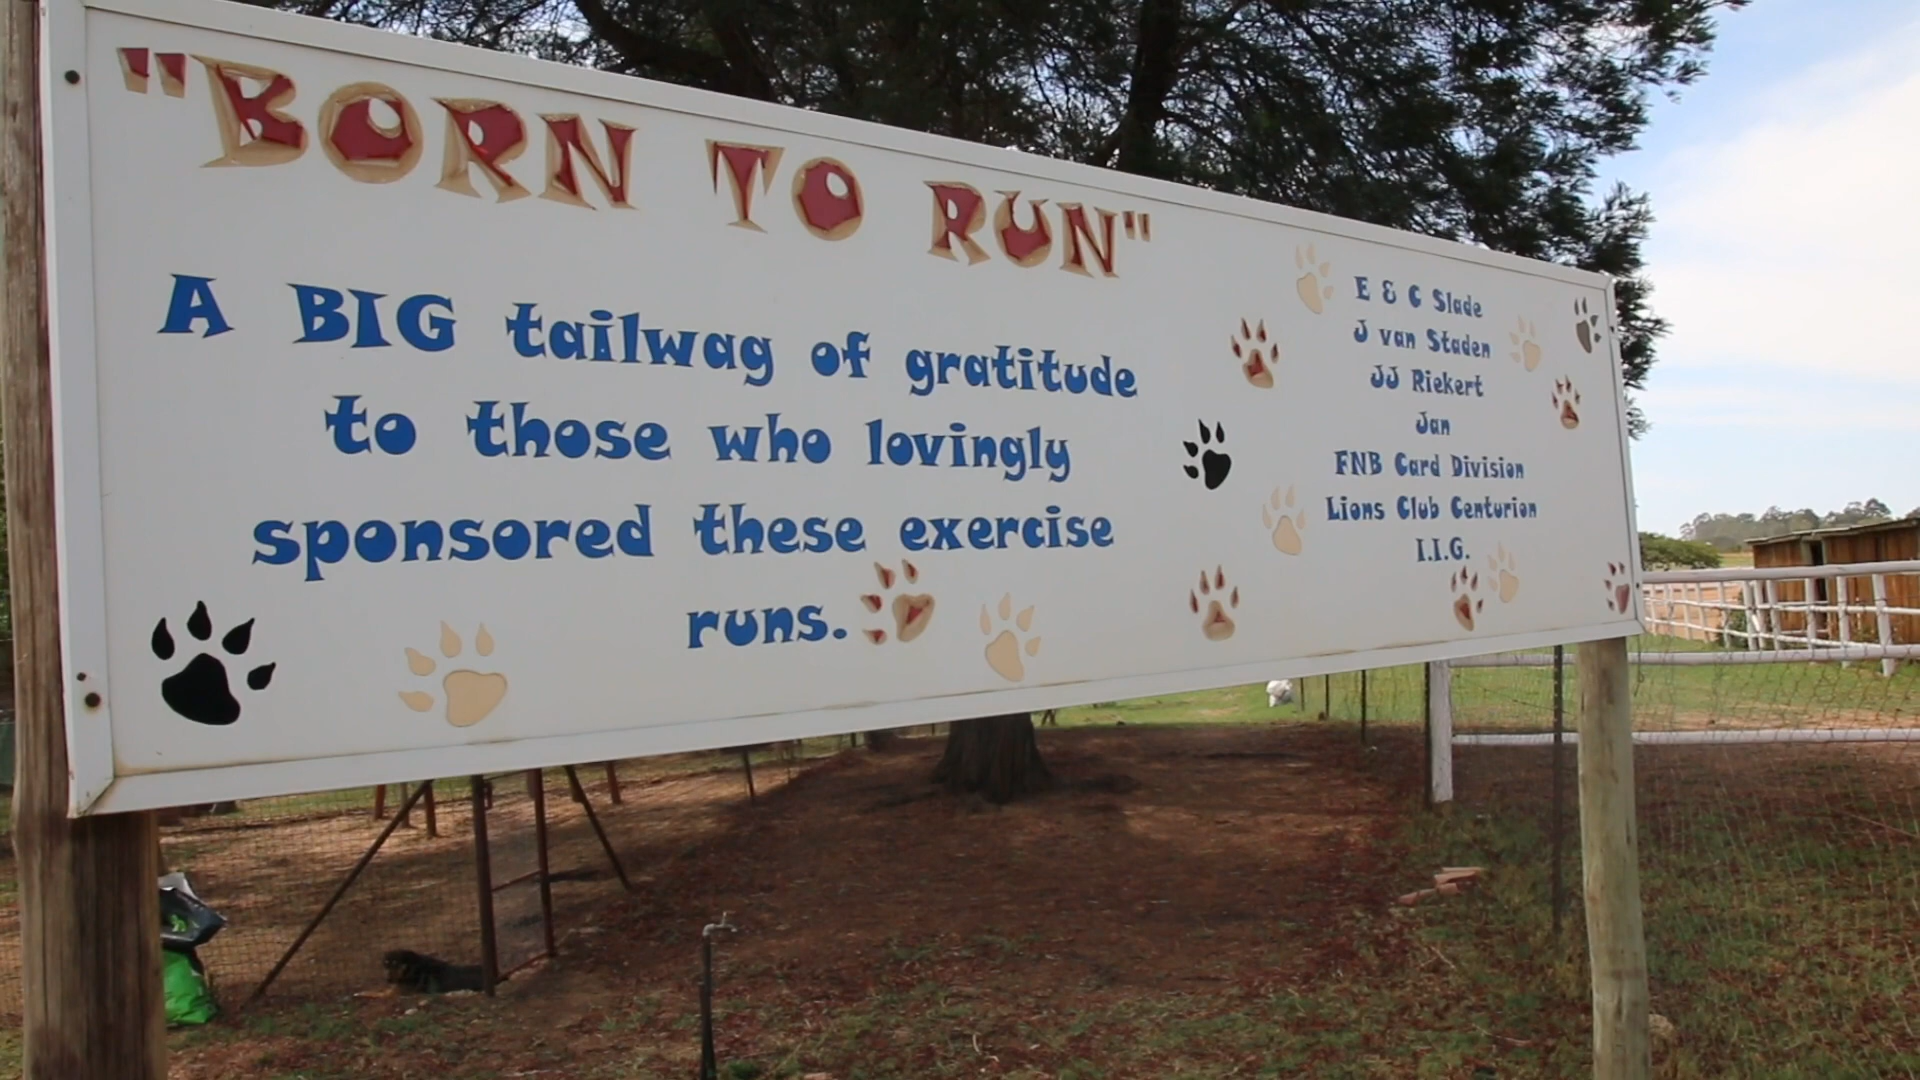 "BORN TO RUN"
A BIG tailwag of gratitude
to those who lovingly
sponsored these exercise
runs.
E & C Slade
J van Staden
JJ Riekert
Jan
FNB Card Division
Lions Club Centurion
I.I.G.